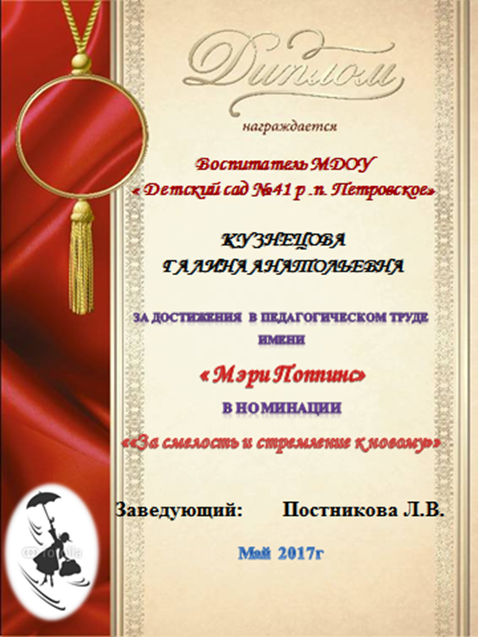 Диплом
награждается
Воспитатель МДОУ
« Детский сад №41 р .п. Петровское»
КУЗНЕЦОВА
ГАЛИНА АНАТОЛЬЕВНА
ЗА ДОСТИЖЕНИЯ В ПЕДАГОГИЧЕСКОМ ТРУДЕ
ИМЕНИ
« Мэри Поппинс»
В НОМИНАЦИИ
««За смелость и стремление к новому»»
Заведующий: Постникова Л.В.
Май 2017г